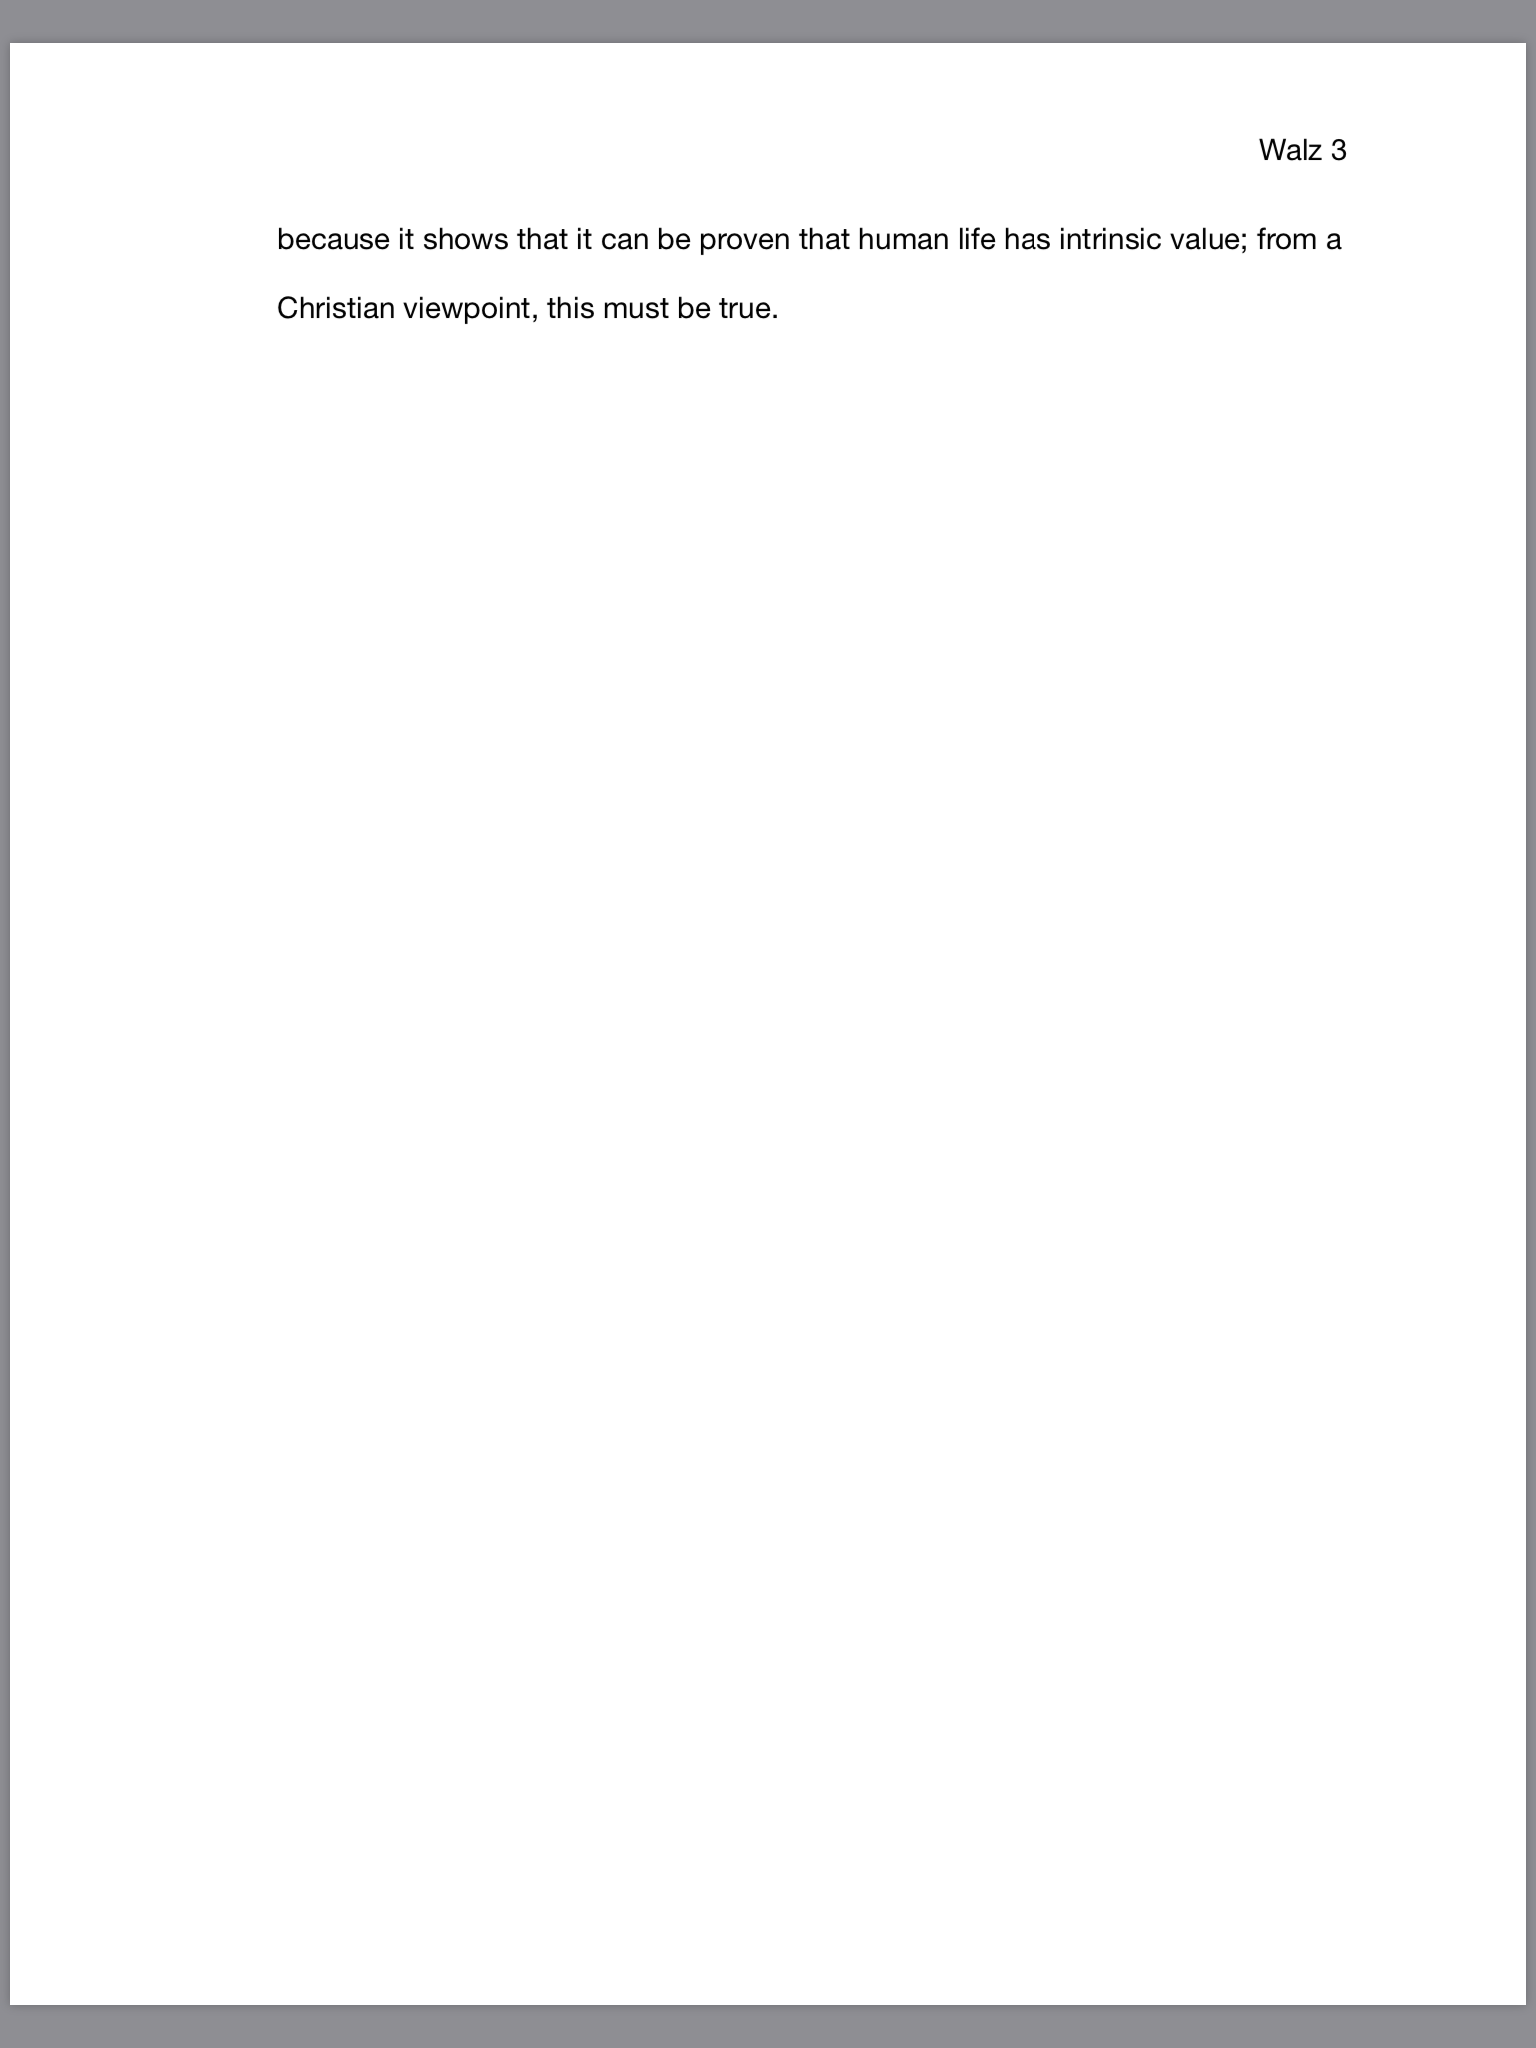 Walz 3
because it shows that it can be proven that human life has intrinsic value; from a
Christian viewpoint, this must be true.